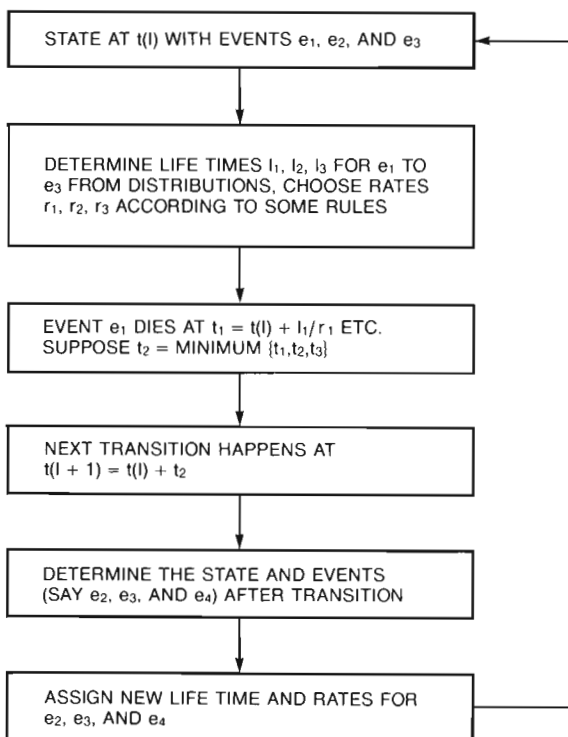 STATE AT t(I) WITH EVENTS e₁, e₂, AND e₃
DETERMINE LIFE TIMES l₁, l₂, l₃ FOR e₁ TO
e₃ FROM DISTRIBUTIONS, CHOOSE RATES
r₁, r₂, r₃ ACCORDING TO SOME RULES
EVENT e₁ DIES AT t₁ = t(I) + l₁/r₁ ETC.
SUPPOSE t₂ = MINIMUM {t₁,t₂,t₃}
NEXT TRANSITION HAPPENS AT
t(I + 1) = t(I) + t₂
DETERMINE THE STATE AND EVENTS
(SAY e₂, e₃, AND e₄) AFTER TRANSITION
ASSIGN NEW LIFE TIME AND RATES FOR
e₂, e₃, AND e₄